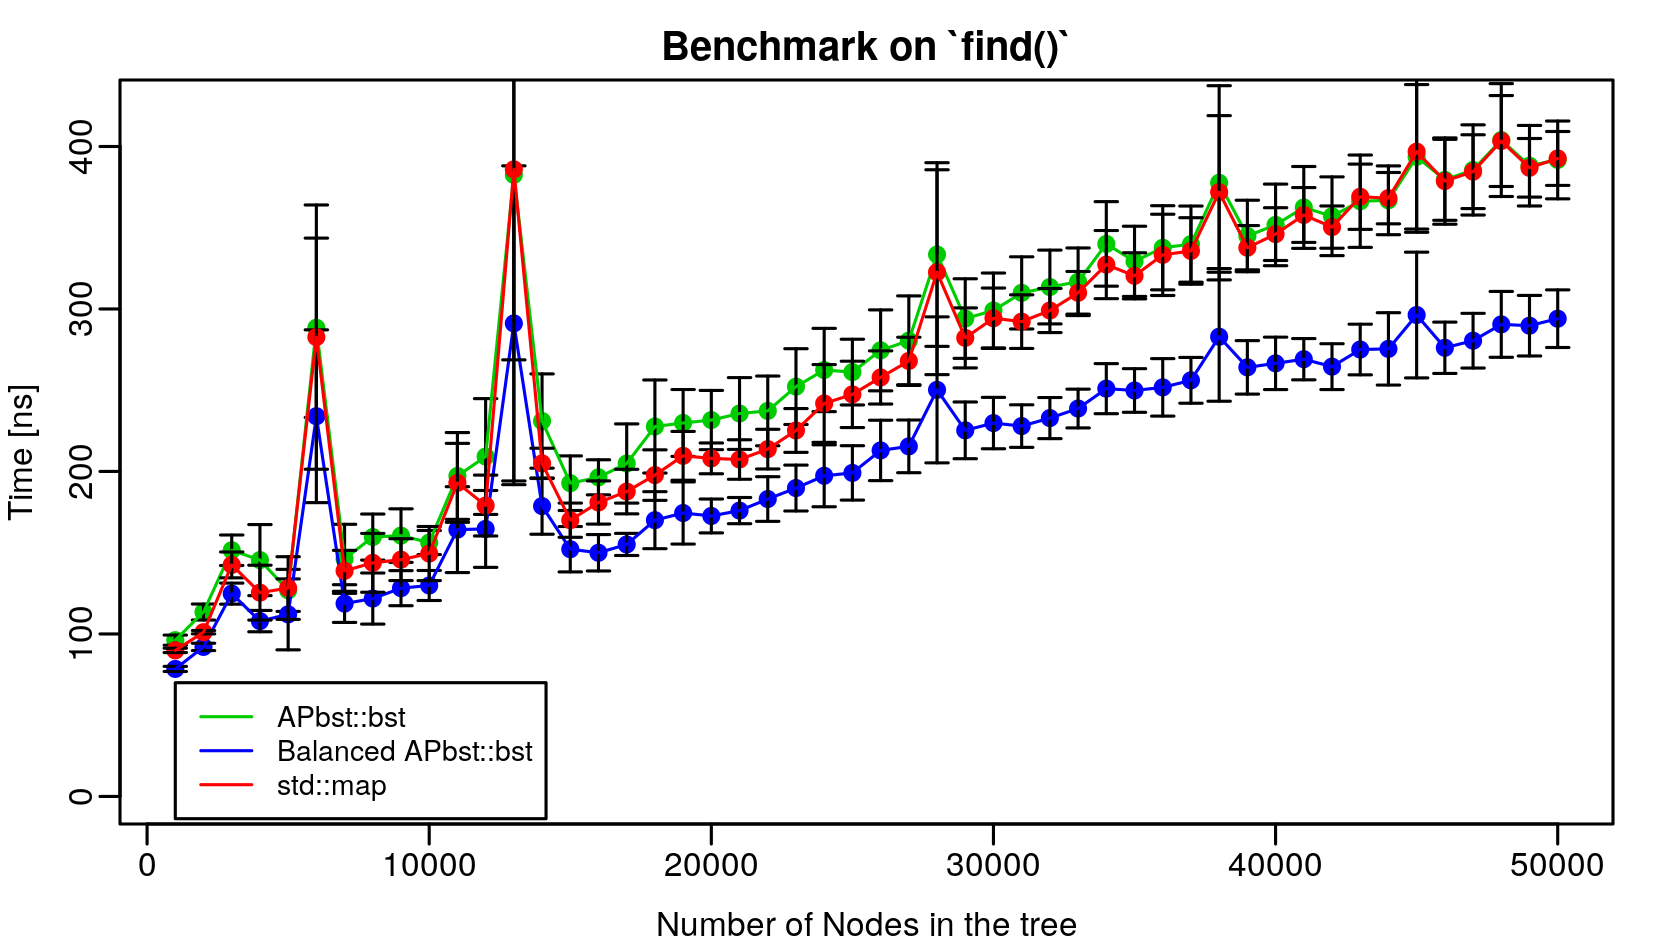 Benchmark on `find()`
Time [ns]
400
300
200
100
0
APbst::bst
Balanced APbst::bst
std::map
0 10000 20000 30000 40000 50000
Number of Nodes in the tree